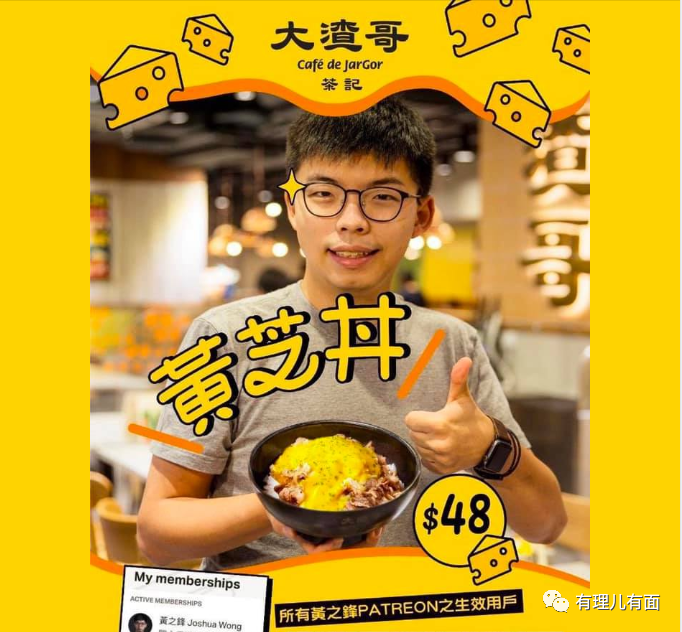 大渣哥
Café de JarGor
茶記
黃芝丼
$48
My memberships
ACTIVE MEMBERSHIPS
黃之鋒 Joshua Wong
所有黃之鋒PATREON之生效用戶
有理儿有面